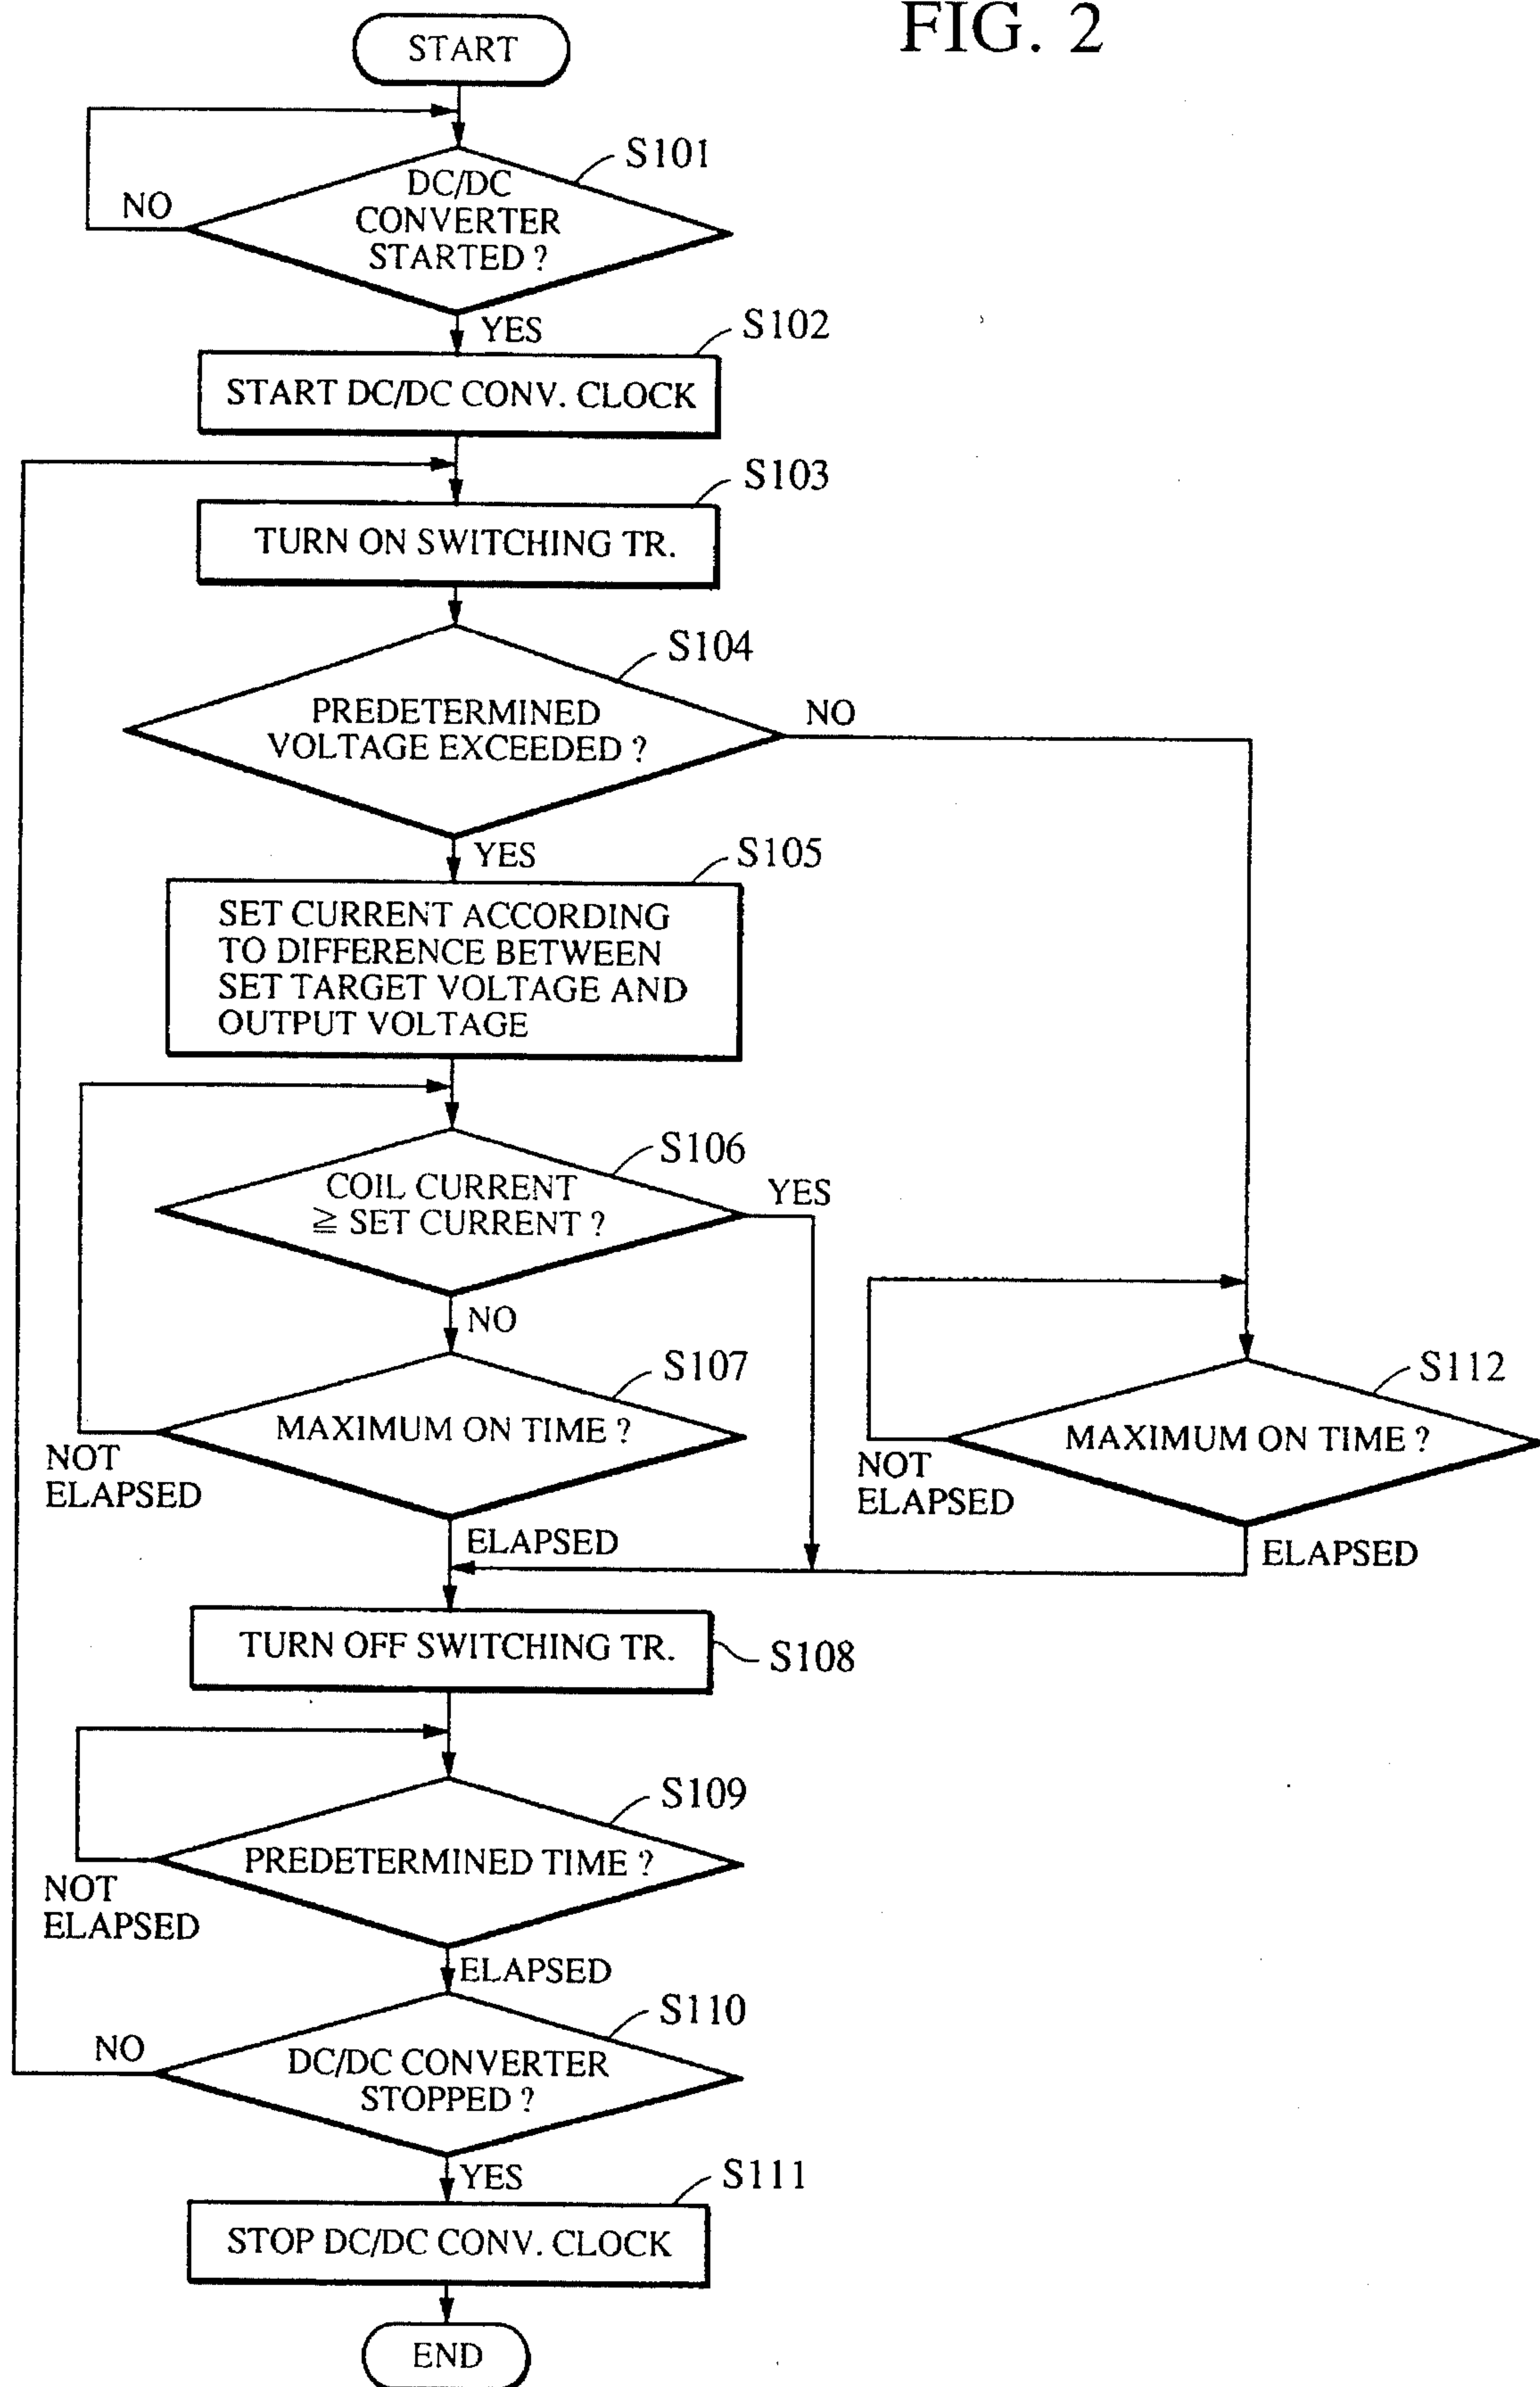 FIG. 2
START
S101
DC/DC
CONVERTER
STARTED ?
NO
YES
S102
START DC/DC CONV. CLOCK
S103
TURN ON SWITCHING TR.
S104
PREDETERMINED
VOLTAGE EXCEEDED ?
NO
YES
S105
SET CURRENT ACCORDING
TO DIFFERENCE BETWEEN
SET TARGET VOLTAGE AND
OUTPUT VOLTAGE
S106
COIL CURRENT
≧ SET CURRENT ?
YES
NO
S107
MAXIMUM ON TIME ?
NOT
ELAPSED
ELAPSED
S112
MAXIMUM ON TIME ?
NOT
ELAPSED
ELAPSED
TURN OFF SWITCHING TR.
S108
S109
PREDETERMINED TIME ?
NOT
ELAPSED
ELAPSED
S110
DC/DC CONVERTER
STOPPED ?
NO
YES
S111
STOP DC/DC CONV. CLOCK
END